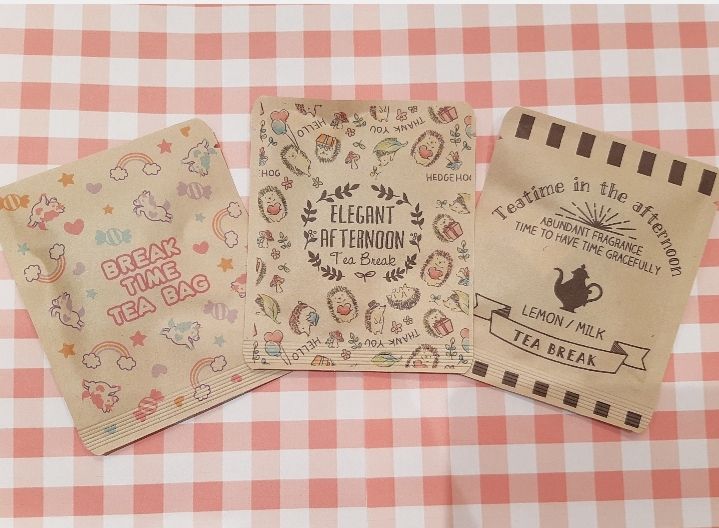 BREAK
TIME
TEA BAG
HELLO
THANK YOU
HOG
HEDGEHOG
ELEGANT
AFTERNOON
Tea Break
HELLO
THANK YOU
HELLO
Teatime in the afternoon
ABUNDANT FRAGRANCE
TIME TO HAVE TIME GRACEFULLY
LEMON / MILK
TEA BREAK